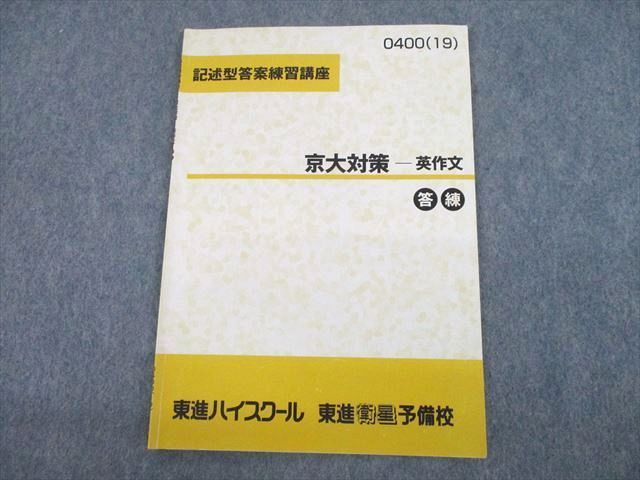 0400(19)
記述型答案練習講座
京大対策 ― 英作文
答 練
東進ハイスクール 東進衛星予備校